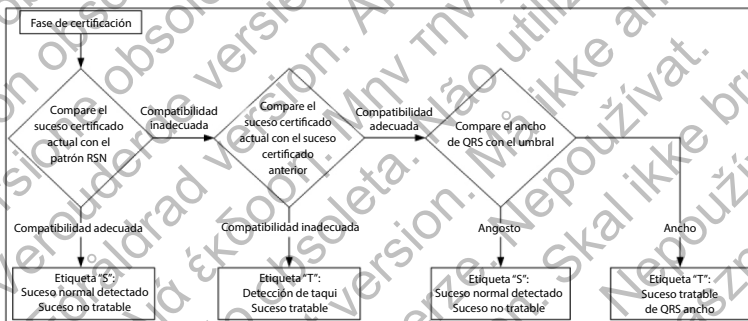 Fase de certificación
Compare el
suceso certificado
actual con el
patrón RSN
Compatibilidad
inadecuada
Compare el
suceso certificado
actual con el suceso
certificado
anterior
Compatibilidad
adecuada
Compare el ancho
de QRS con el umbral
Compatibilidad adecuada
Compatibilidad inadecuada
Angosto
Ancho
Etiqueta “S”:
Suceso normal detectado
Suceso no tratable
Etiqueta “T”:
Detección de taqui
Suceso tratable
Etiqueta “S”:
Suceso normal detectado
Suceso no tratable
Etiqueta “T”:
Suceso tratable
de QRS ancho